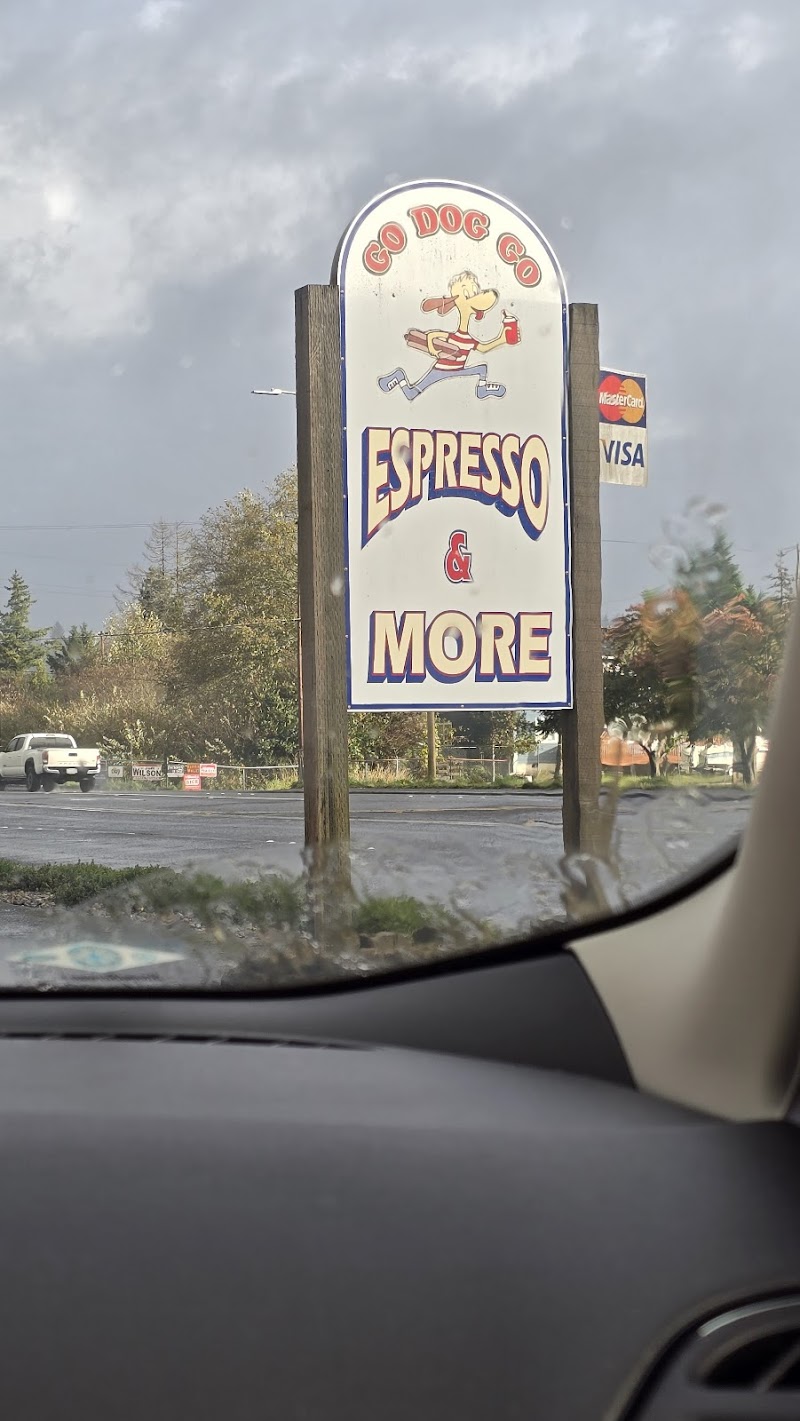 GO DOG GO
ESPRESSO
&
MORE
MasterCard
VISA
WILSON